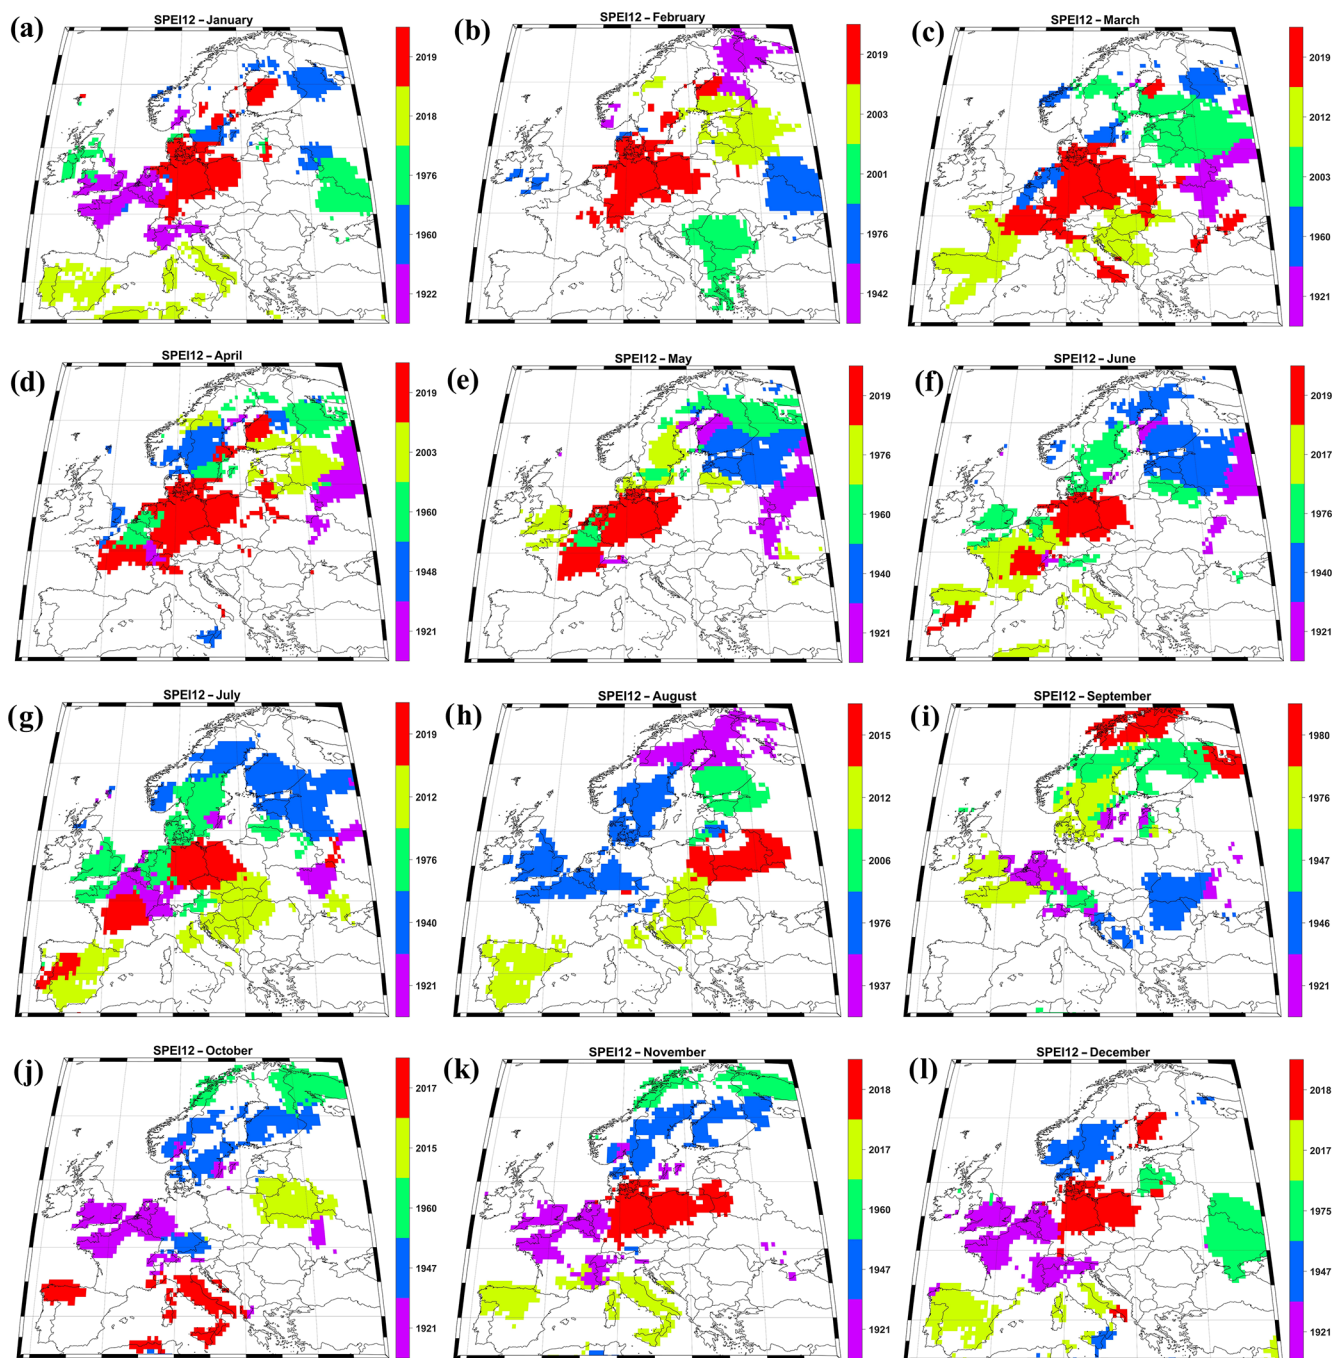 (a)
SPEI12 – January
2019
2018
1976
1960
1922
(b)
SPEI12 – February
2019
2003
2001
1976
1942
(c)
SPEI12 – March
2019
2012
2003
1960
1921
(d)
SPEI12 – April
2019
2003
1960
1948
1921
(e)
SPEI12 – May
2019
1976
1960
1940
1921
(f)
SPEI12 – June
2019
2017
1976
1940
1921
(g)
SPEI12 – July
2019
2012
1976
1940
1921
(h)
SPEI12 – August
2015
2012
2006
1976
1937
(i)
SPEI12 – September
1980
1976
1947
1946
1921
(j)
SPEI12 – October
2017
2015
1960
1947
1921
(k)
SPEI12 – November
2018
2017
1960
1947
1921
(l)
SPEI12 – December
2018
2017
1975
1947
1921